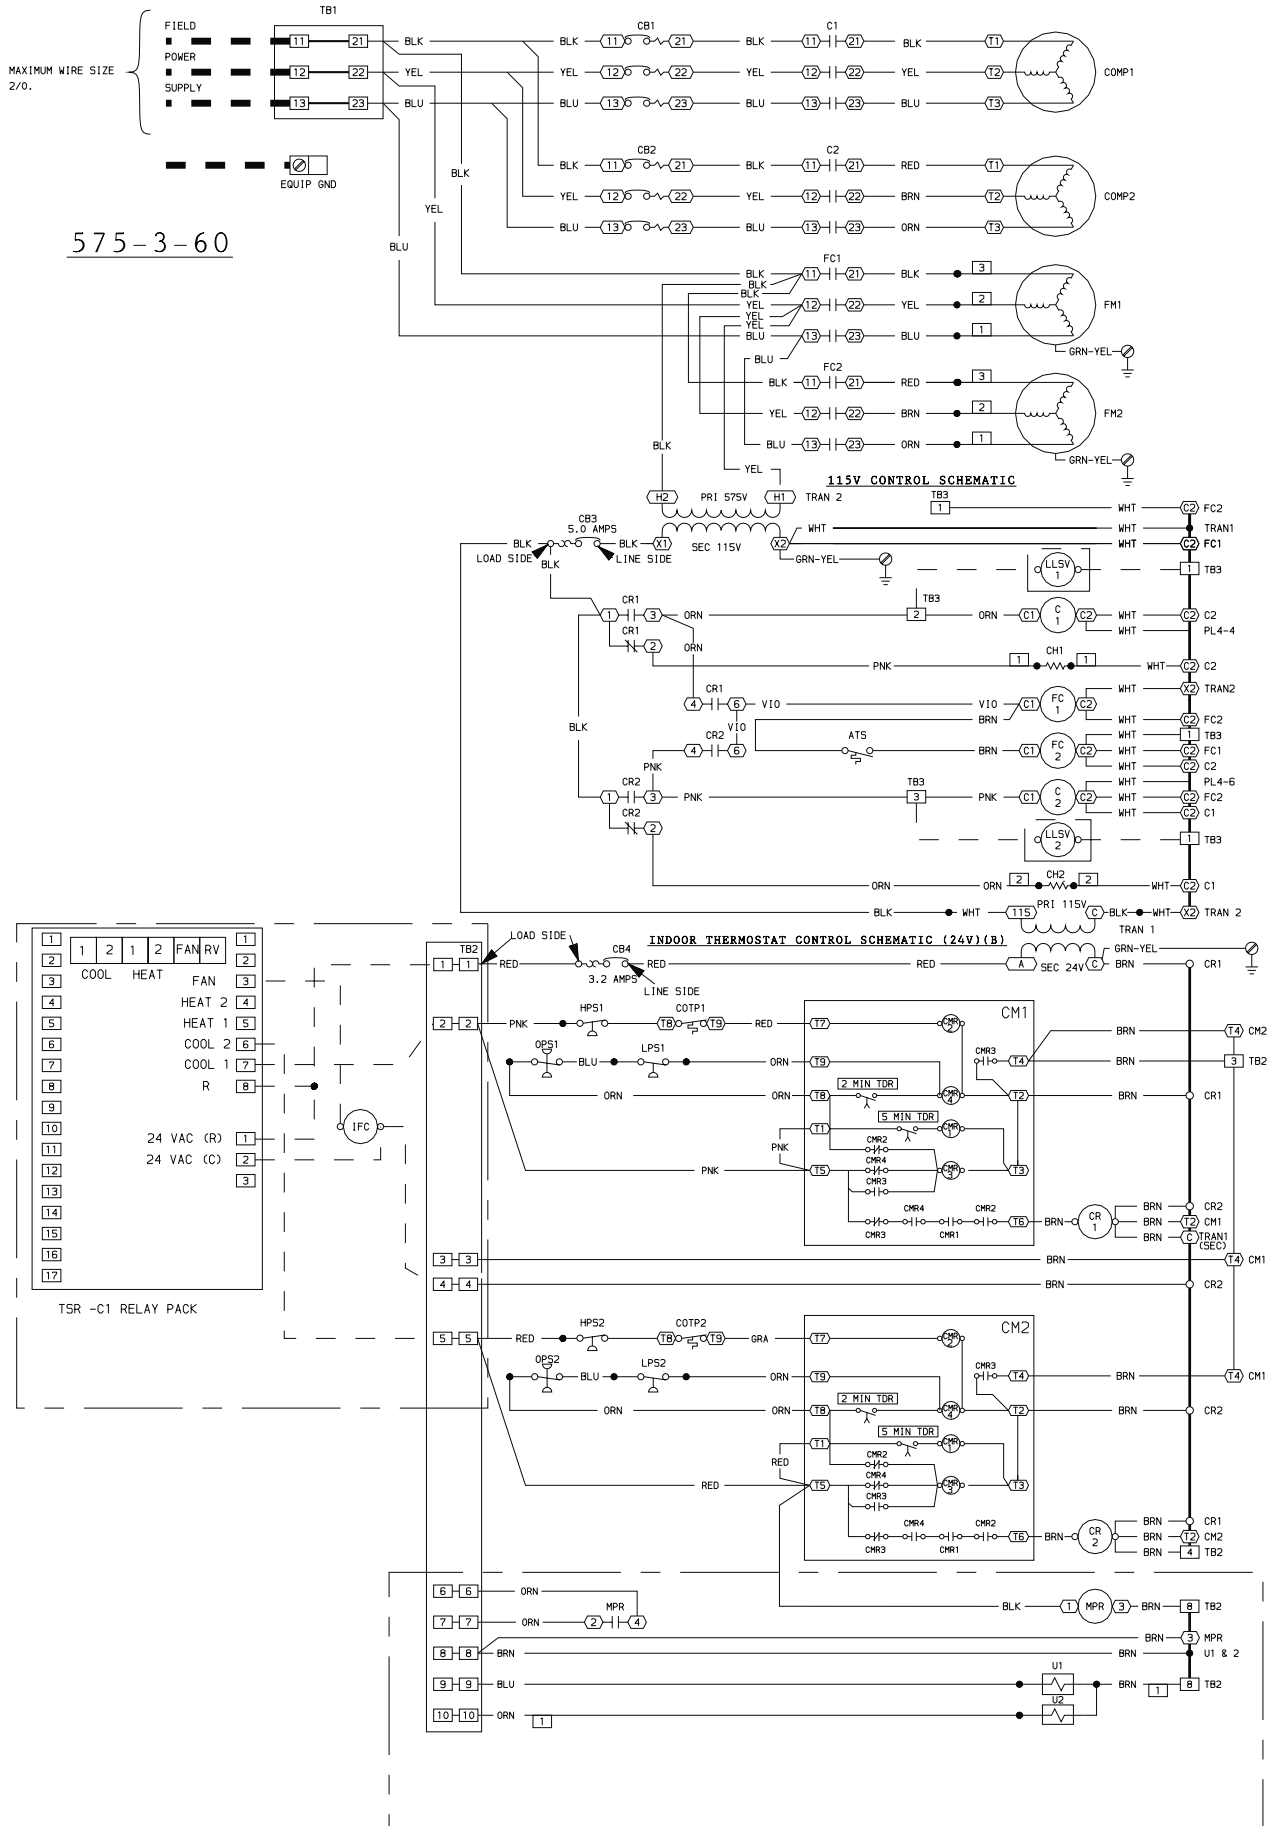 TB1
FIELD
11 21 BLK BLK 11 CB1 21 BLK 11 C1 21 BLK T1
POWER
MAXIMUM WIRE SIZE
2/0.
12 22 YEL YEL 12 22 YEL 12 22 YEL T2 COMP1
SUPPLY
13 23 BLU BLU 13 23 BLU 13 23 BLU T3
EQUIP GND
BLK 11 CB2 21 BLK 11 C2 21 RED T1
BLK
YEL 12 22 YEL 12 22 BRN T2 COMP2
YEL
BLU 13 23 BLU 13 23 ORN T3
575-3-60
BLU
FC1
BLK 11 21 BLK 3
BLK
BLK
YEL 12 22 YEL 2 FM1
YEL
YEL
BLU 13 23 BLU 1
GRN-YEL
BLU
FC2
BLK 11 21 RED 3
YEL 12 22 BRN 2 FM2
BLK
BLU 13 23 ORN 1
GRN-YEL
YEL
115V CONTROL SCHEMATIC
H2 PRI 575V H1 TRAN 2
TB3
1 WHT C2 FC2
CB3
5.0 AMPS
WHT WHT TRAN1
BLK BLK X1 SEC 115V X2 WHT C2 FC1
LOAD SIDE LINE SIDE
BLK
GRN-YEL
LLSV
1
1 TB3
CR1
TB3
1 3 ORN 2 ORN C1 C
1 C2 WHT C2 C2
WHT PL4-4
CR1
2 ORN
PNK 1 CH1 1 WHT C2 C2
CR1
WHT X2 TRAN2
4 6 VIO VIO C1 FC
1 C2
BRN WHT C2 FC2
BLK
VIO
WHT 1 TB3
CR2
4 6 ATS BRN C1 FC
2 C2 WHT C2 FC1
WHT C2 C2
PNK
CR2
TB3
PL4-6
WHT
1 3 PNK 3 PNK C1 C
2 C2 WHT C2 FC2
WHT C2 C1
CR2
2
LLSV
2
1 TB3
ORN ORN 2 CH2 2 WHT C2 C1
PRI 115V
BLK WHT 115 C BLK WHT X2 TRAN 2
TRAN 1
INDOOR THERMOSTAT CONTROL SCHEMATIC (24V)(B)
1
2
3
4
5
6
7
8
9
10
11
12
13
14
15
16
17
1 2 1 2 FAN RV
COOL HEAT
1
2
FAN 3
HEAT 2 4
HEAT 1 5
COOL 2 6
COOL 1 7
R 8
24 VAC (R) 1
24 VAC (C) 2
3
IFC
TSR -C1 RELAY PACK
TB2
LOAD SIDE
CB4
GRN-YEL
1 1 RED 3.2 AMPS RED RED A SEC 24V C BRN CR1
LINE SIDE
CM1
2 2 PNK HPS1 T8 COTP1 T9 RED T7 CMR
2
BRN T4 CM2
OPS1 BLU LPS1 ORN T9 CMR3 T4 BRN 3 TB2
2 MIN TDR
ORN ORN T8 CMR
4 T2 BRN CR1
5 MIN TDR
T1 CMR
1
PNK
CMR2
CMR4
PNK T5 CMR
3 T3
CMR3
BRN CR2
CMR4 CMR2
CMR3 CMR1
T6 BRN CR
1 BRN T2 CM1
BRN C TRAN1
(SEC)
3 3 BRN T4 CM1
4 4 BRN CR2
CM2
5 5 RED HPS2 T8 COTP2 T9 GRA T7 CMR
2
OPS2 BLU LPS2 ORN T9 CMR3 T4 BRN T4 CM1
2 MIN TDR
ORN ORN T8 CMR
4 T2 BRN CR2
5 MIN TDR
T1 CMR
1
RED
CMR2
CMR4
RED T5 CMR
3 T3
CMR3
BRN CR1
CMR4 CMR2
CMR3 CMR1
T6 BRN CR
2 BRN T2 CM2
BRN 4 TB2
6 6 ORN
BLK 1 MPR 3 BRN 8 TB2
7 7 ORN 2 MPR 4
BRN 3 MPR
8 8 BRN BRN U1 & 2
9 9 BLU U1 BRN 1 8 TB2
10 10 ORN 1 U2